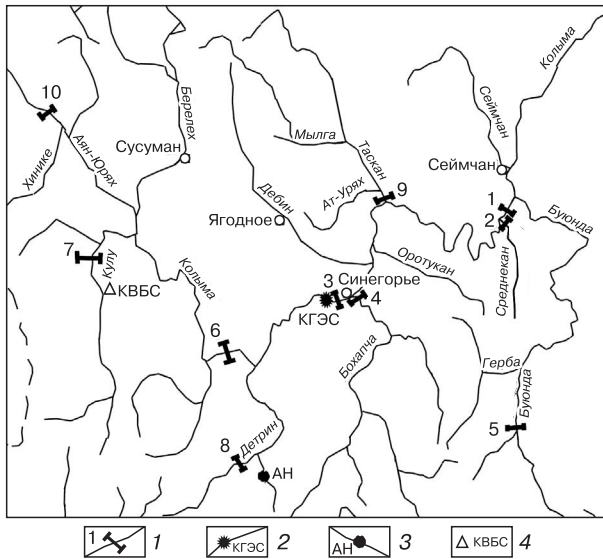 10
Берелех
Сеймчан
Колыма
Мылга
Таскан
Хинике
Аян-Юрях
Сусуман
Сеймчан
Ат-Урях
9
Дебин
Ягодное
1
2
Буюнда
7
Кулу
КВБС
Колыма
Оротукан
Среднекан
3
Синегорье
4
КГЭС
6
Бохапча
Герба
Буюнда
5
8
Детрин
АН
1 1
КГЭС 2
АН 3
КВБС 4